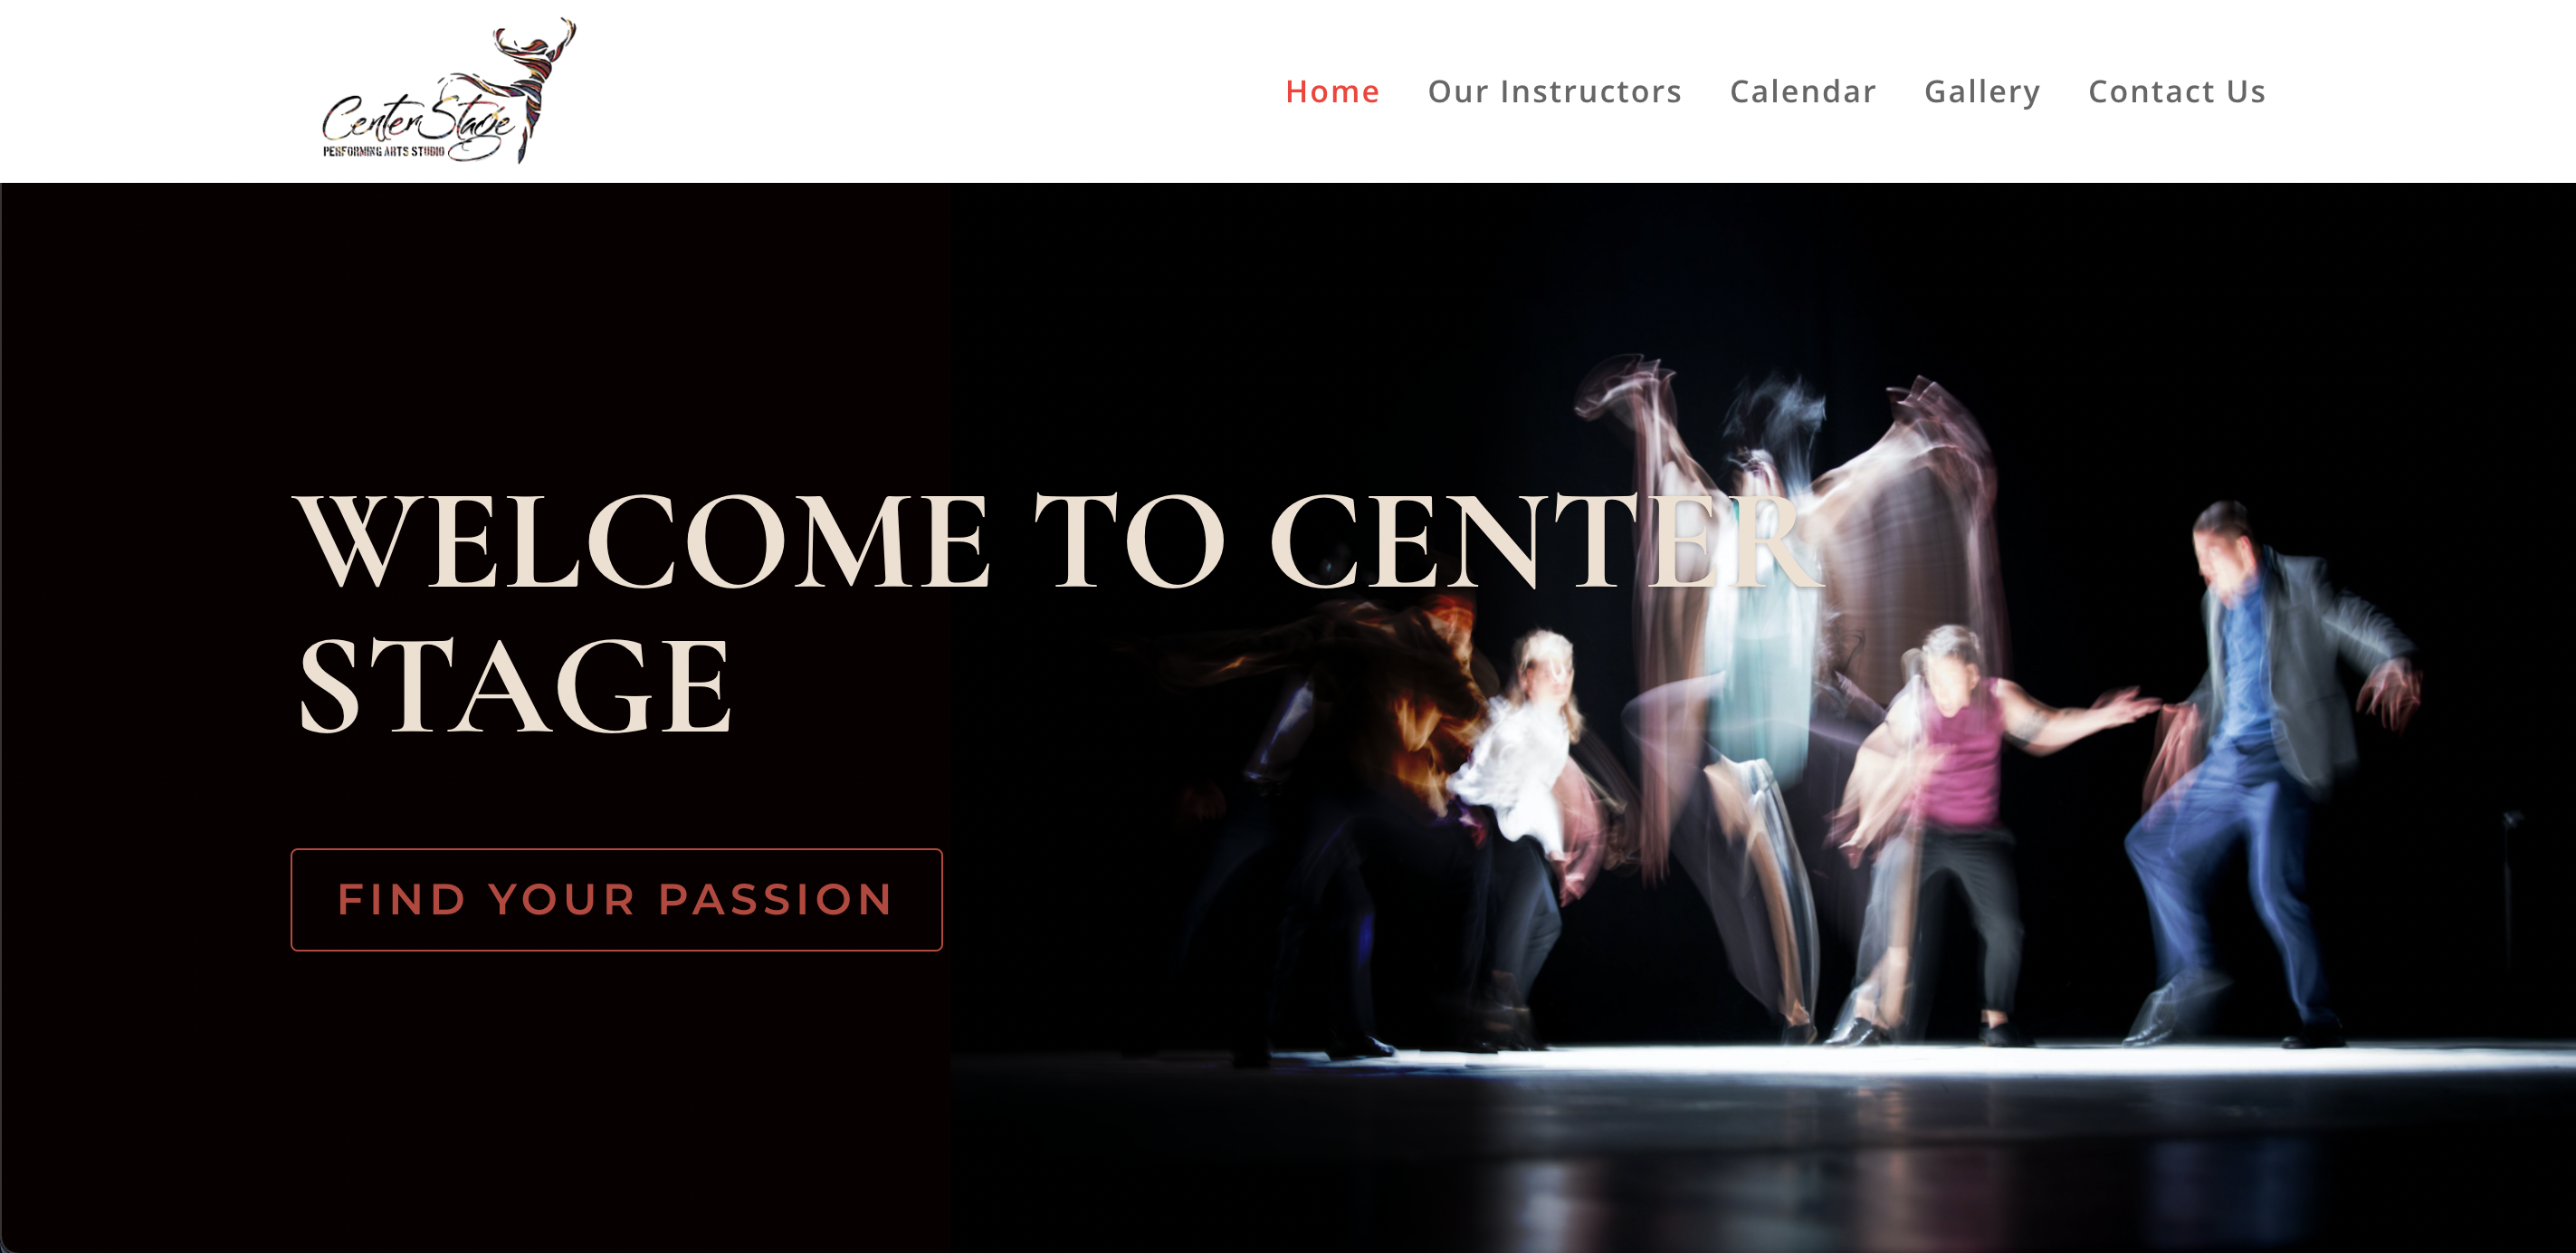 Center Stage
PERFORMING ARTS STUDIO
Home Our Instructors Calendar Gallery Contact Us
WELCOME TO CENTER
STAGE
FIND YOUR PASSION